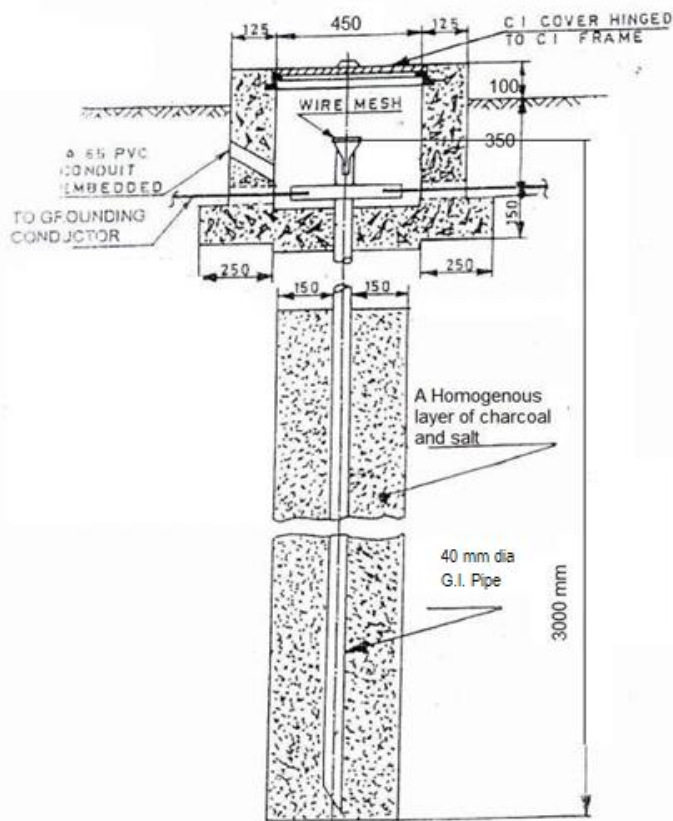 125
450
125
C I COVER HINGED
TO C I FRAME
100
WIRE MESH
350
A 65 PVC
CONDUIT
EMBEDDED
TO GROUNDING
CONDUCTOR
150
250
250
150
150
A Homogenous
layer of charcoal
and salt
40 mm dia
G.I. Pipe
3000 mm